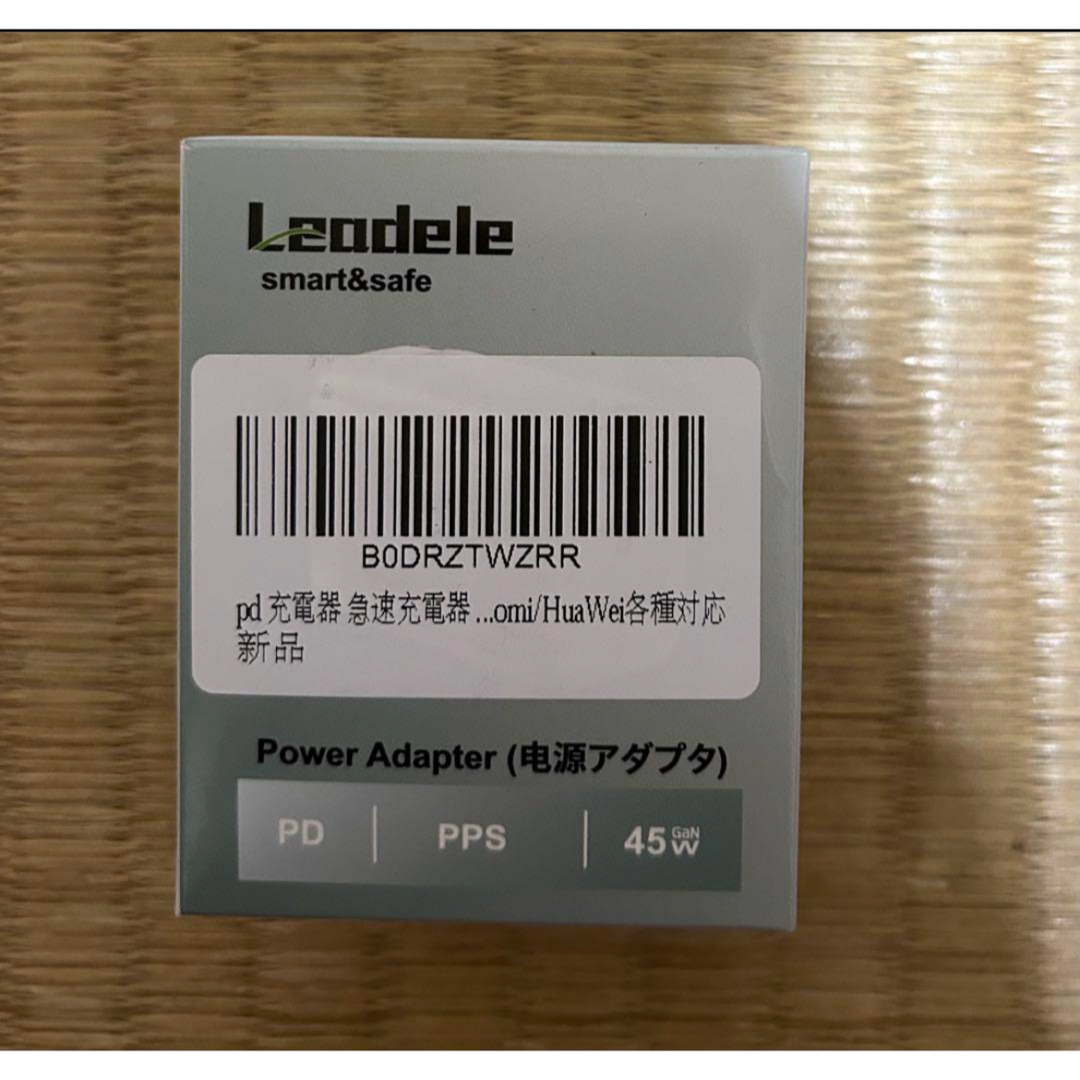 Leadele
smart&safe
B0DRZTWZRR
pd 充電器 急速充電器 ...omi/HuaWei各種対応
新品
Power Adapter (电源アダプタ)
PD | PPS | 45W GaN